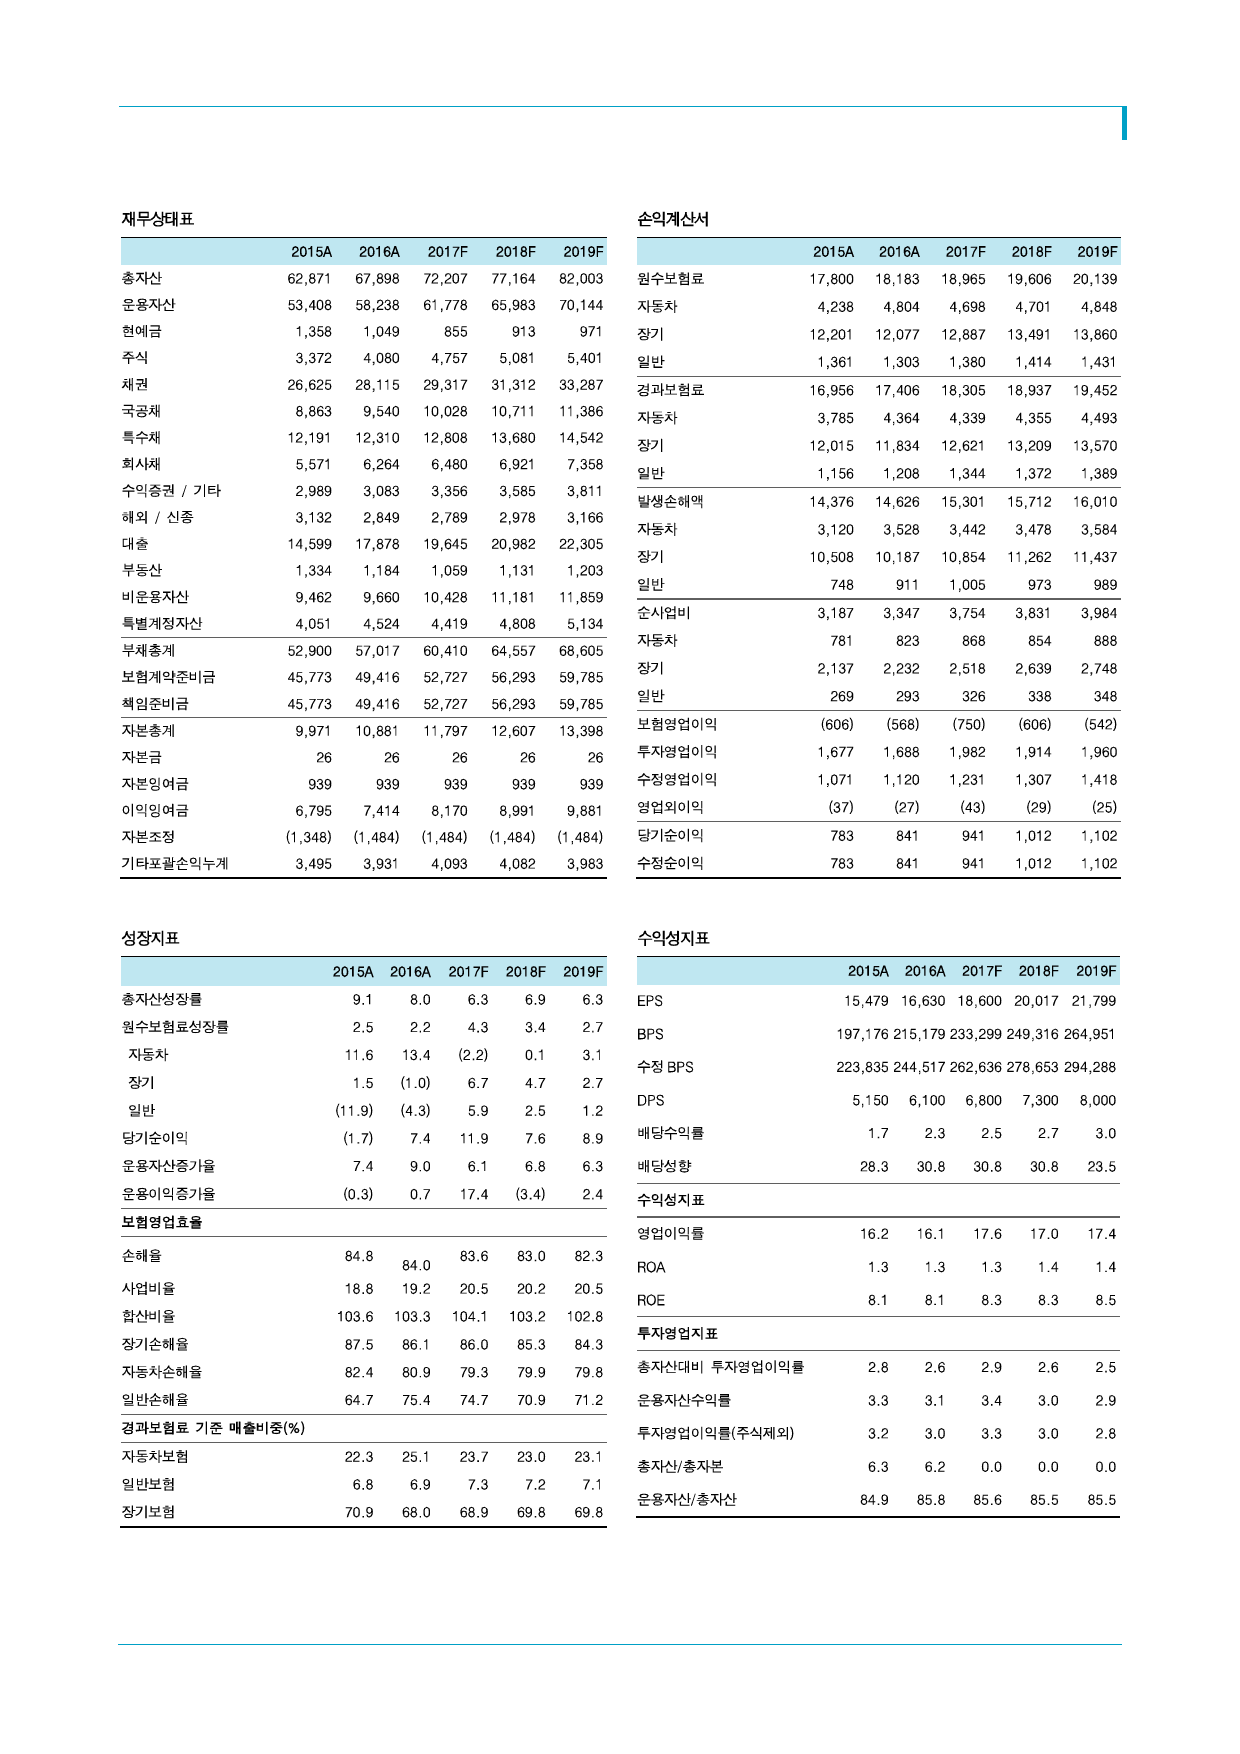 재무상태표
2015A 2016A 2017F 2018F 2019F
총자산 62,871 67,898 72,207 77,164 82,003
운용자산 53,408 58,238 61,778 65,983 70,144
현예금 1,358 1,049 855 913 971
주식 3,372 4,080 4,757 5,081 5,401
채권 26,625 28,115 29,317 31,312 33,287
국공채 8,863 9,540 10,028 10,711 11,386
특수채 12,191 12,310 12,808 13,680 14,542
회사채 5,571 6,264 6,480 6,921 7,358
수익증권 / 기타 2,989 3,083 3,356 3,585 3,811
해외 / 신종 3,132 2,849 2,789 2,978 3,166
대출 14,599 17,878 19,645 20,982 22,305
부동산 1,334 1,184 1,059 1,131 1,203
비운용자산 9,462 9,660 10,428 11,181 11,859
특별계정자산 4,051 4,524 4,419 4,808 5,134
부채총계 52,900 57,017 60,410 64,557 68,605
보험계약준비금 45,773 49,416 52,727 56,293 59,785
책임준비금 45,773 49,416 52,727 56,293 59,785
자본총계 9,971 10,881 11,797 12,607 13,398
자본금 26 26 26 26 26
자본잉여금 939 939 939 939 939
이익잉여금 6,795 7,414 8,170 8,991 9,881
자본조정 (1,348) (1,484) (1,484) (1,484) (1,484)
기타포괄손익누계 3,495 3,931 4,093 4,082 3,983
손익계산서
2015A 2016A 2017F 2018F 2019F
원수보험료 17,800 18,183 18,965 19,606 20,139
자동차 4,238 4,804 4,698 4,701 4,848
장기 12,201 12,077 12,887 13,491 13,860
일반 1,361 1,303 1,380 1,414 1,431
경과보험료 16,956 17,406 18,305 18,937 19,452
자동차 3,785 4,364 4,339 4,355 4,493
장기 12,015 11,834 12,621 13,209 13,570
일반 1,156 1,208 1,344 1,372 1,389
발생손해액 14,376 14,626 15,301 15,712 16,010
자동차 3,120 3,528 3,442 3,478 3,584
장기 10,508 10,187 10,854 11,262 11,437
일반 748 911 1,005 973 989
순사업비 3,187 3,347 3,754 3,831 3,984
자동차 781 823 868 854 888
장기 2,137 2,232 2,518 2,639 2,748
일반 269 293 326 338 348
보험영업이익 (606) (568) (750) (606) (542)
투자영업이익 1,677 1,688 1,982 1,914 1,960
수정영업이익 1,071 1,120 1,231 1,307 1,418
영업외이익 (37) (27) (43) (29) (25)
당기순이익 783 841 941 1,012 1,102
수정순이익 783 841 941 1,012 1,102
성장지표
2015A 2016A 2017F 2018F 2019F
총자산성장률 9.1 8.0 6.3 6.9 6.3
원수보험료성장률 2.5 2.2 4.3 3.4 2.7
자동차 11.6 13.4 (2.2) 0.1 3.1
장기 1.5 (1.0) 6.7 4.7 2.7
일반 (11.9) (4.3) 5.9 2.5 1.2
당기순이익 (1.7) 7.4 11.9 7.6 8.9
운용자산증가율 7.4 9.0 6.1 6.8 6.3
운용이익증가율 (0.3) 0.7 17.4 (3.4) 2.4
보험영업효율
손해율 84.8 84.0 83.6 83.0 82.3
사업비율 18.8 19.2 20.5 20.2 20.5
합산비율 103.6 103.3 104.1 103.2 102.8
장기손해율 87.5 86.1 86.0 85.3 84.3
자동차손해율 82.4 80.9 79.3 79.9 79.8
일반손해율 64.7 75.4 74.7 70.9 71.2
경과보험료 기준 매출비중(%)
자동차보험 22.3 25.1 23.7 23.0 23.1
일반보험 6.8 6.9 7.3 7.2 7.1
장기보험 70.9 68.0 68.9 69.8 69.8
수익성지표
2015A 2016A 2017F 2018F 2019F
EPS 15,479 16,630 18,600 20,017 21,799
BPS 197,176 215,179 233,299 249,316 264,951
수정 BPS 223,835 244,517 262,636 278,653 294,288
DPS 5,150 6,100 6,800 7,300 8,000
배당수익률 1.7 2.3 2.5 2.7 3.0
배당성향 28.3 30.8 30.8 30.8 23.5
수익성지표
영업이익률 16.2 16.1 17.6 17.0 17.4
ROA 1.3 1.3 1.3 1.4 1.4
ROE 8.1 8.1 8.3 8.3 8.5
투자영업지표
총자산대비 투자영업이익률 2.8 2.6 2.9 2.6 2.5
운용자산수익률 3.3 3.1 3.4 3.0 2.9
투자영업이익률(주식제외) 3.2 3.0 3.3 3.0 2.8
총자산/총자본 6.3 6.2 0.0 0.0 0.0
운용자산/총자산 84.9 85.8 85.6 85.5 85.5